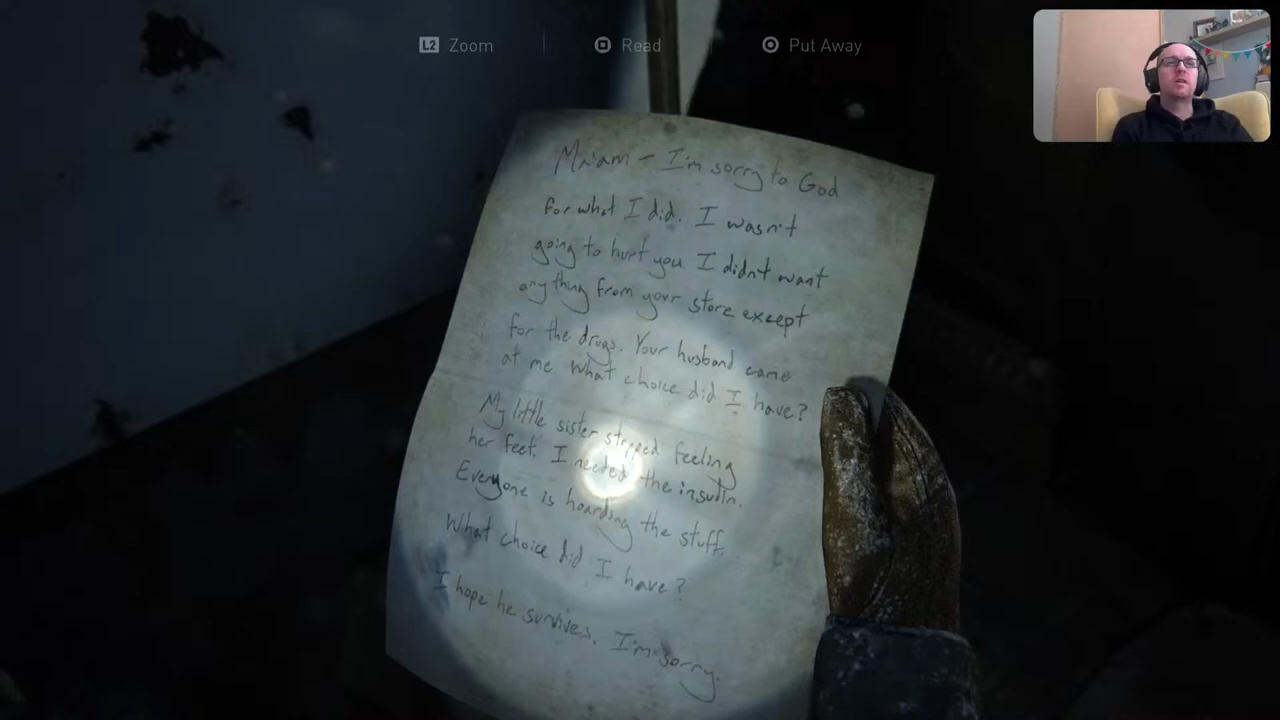 L2 Zoom
Read
Put Away
Ma'am - I'm sorry to God
for what I did. I wasn't
going to hurt you. I didn't want
anything from your store except
for the drugs. Your husband came
at me. What choice did I have?
My little sister stopped feeling
her feet. I needed the insulin.
Everyone is hoarding the stuff.
What choice did I have?
I hope he survives. I'm sorry.